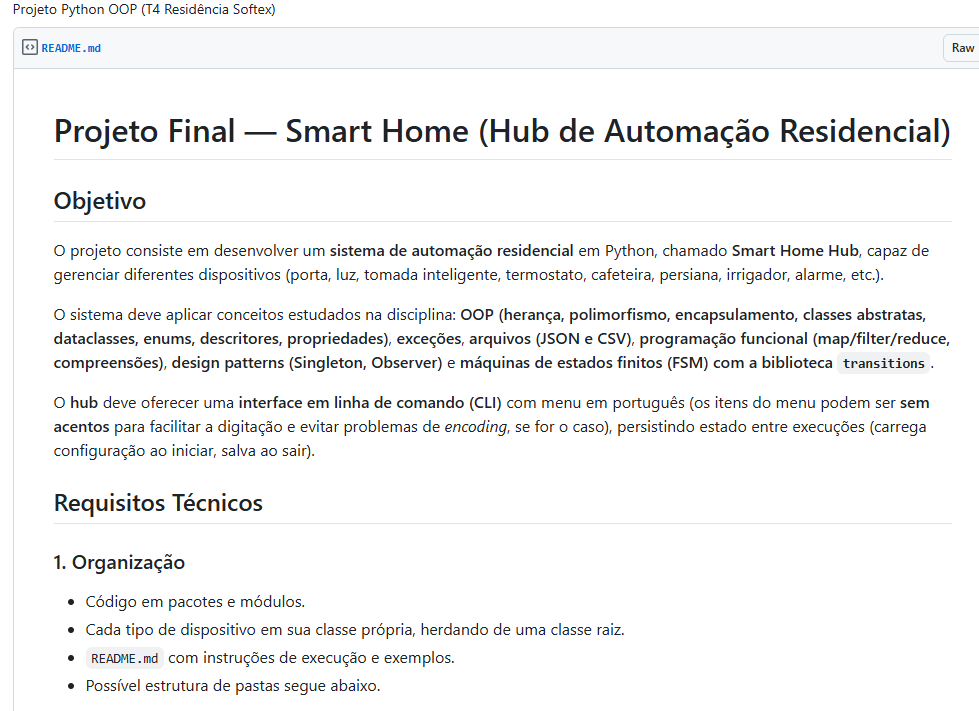 Projeto Python OOP (T4 Residência Softex)
README.md
Raw
Projeto Final — Smart Home (Hub de Automação Residencial)
Objetivo
O projeto consiste em desenvolver um sistema de automação residencial em Python, chamado Smart Home Hub, capaz de
gerenciar diferentes dispositivos (porta, luz, tomada inteligente, termostato, cafeteira, persiana, irrigador, alarme, etc.).
O sistema deve aplicar conceitos estudados na disciplina: OOP (herança, polimorfismo, encapsulamento, classes abstratas,
dataclasses, enums, descritores, propriedades), exceções, arquivos (JSON e CSV), programação funcional (map/filter/reduce,
compreensões), design patterns (Singleton, Observer) e máquinas de estados finitos (FSM) com a biblioteca transitions.
O hub deve oferecer uma interface em linha de comando (CLI) com menu em português (os itens do menu podem ser sem
acentos para facilitar a digitação e evitar problemas de encoding, se for o caso), persistindo estado entre execuções (carrega
configuração ao iniciar, salva ao sair).
Requisitos Técnicos
1. Organização
• Código em pacotes e módulos.
• Cada tipo de dispositivo em sua classe própria, herdando de uma classe raiz.
• README.md com instruções de execução e exemplos.
• Possível estrutura de pastas segue abaixo.